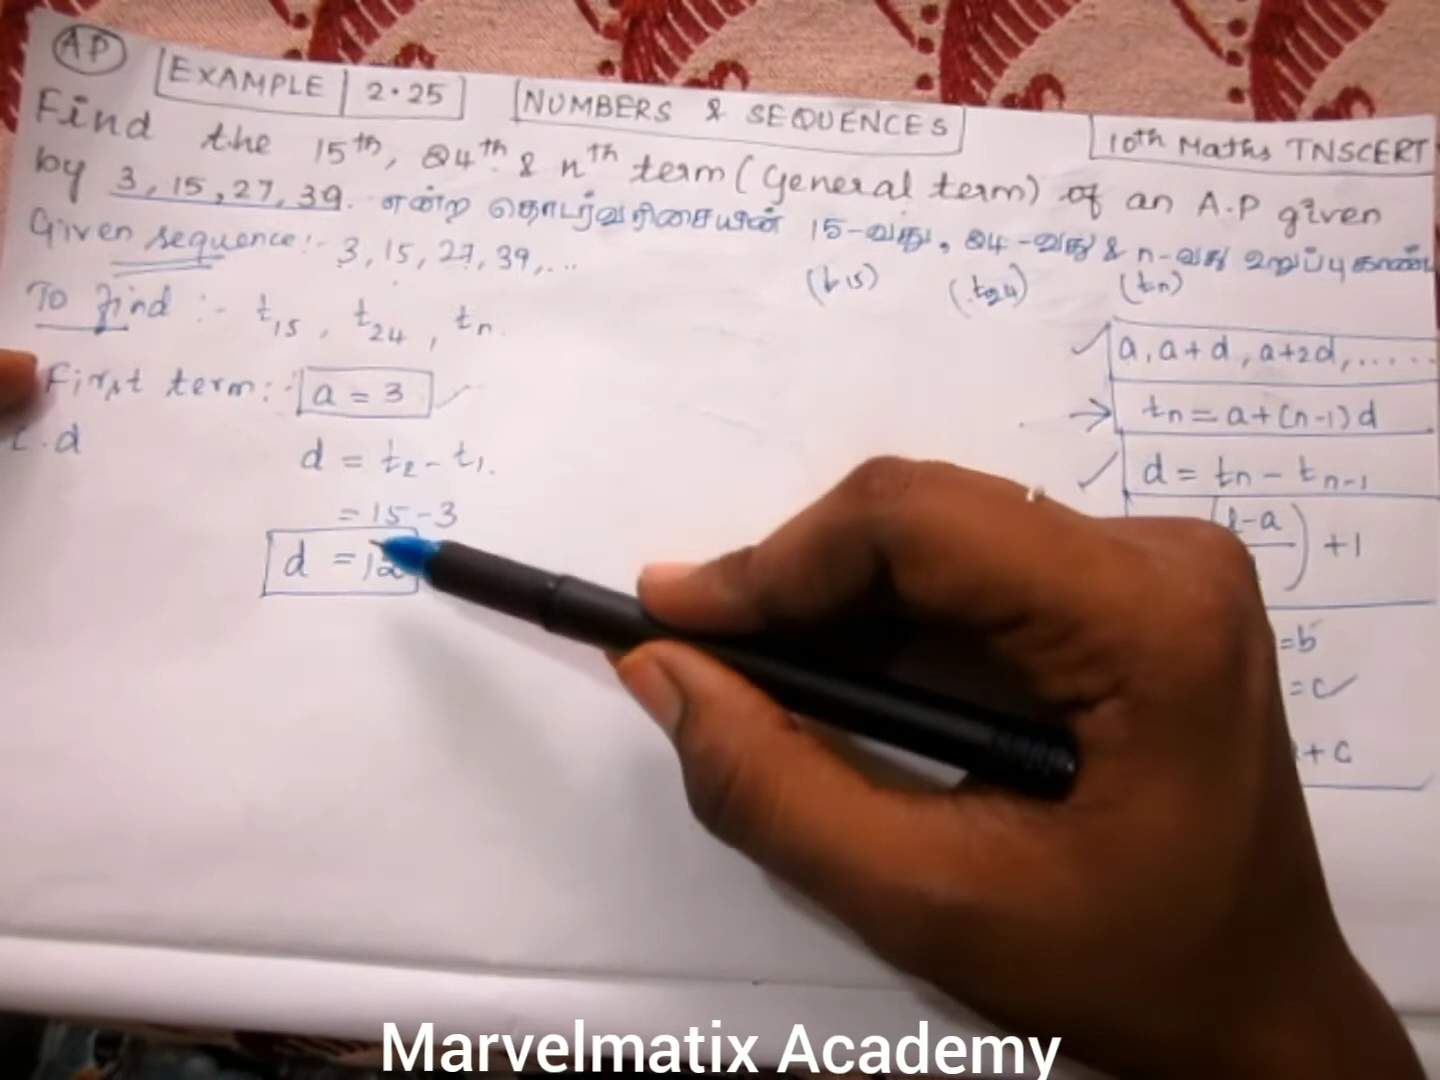 AP
EXAMPLE 2.25
NUMBERS & SEQUENCES
10th Maths TNSCERT
Find the 15th, 24th & nth term (General term) of an A.P given
by 3, 15, 27, 39. என்ற தொடர்வரிசையின் 15-வது, 24-வது & n-வது உறுப்பு காண்
(t15) (t24) (tn)
Given sequence:- 3, 15, 27, 39, ...
To find :- t15, t24, tn.
First term:- a = 3
C.d
d = t2 - t1.
= 15 - 3
d = 12
a, a+d, a+2d, .....
tn = a+(n-1)d
d = tn - tn-1
l-a
) +1
=b
=c
+c
Marvelmatix Academy